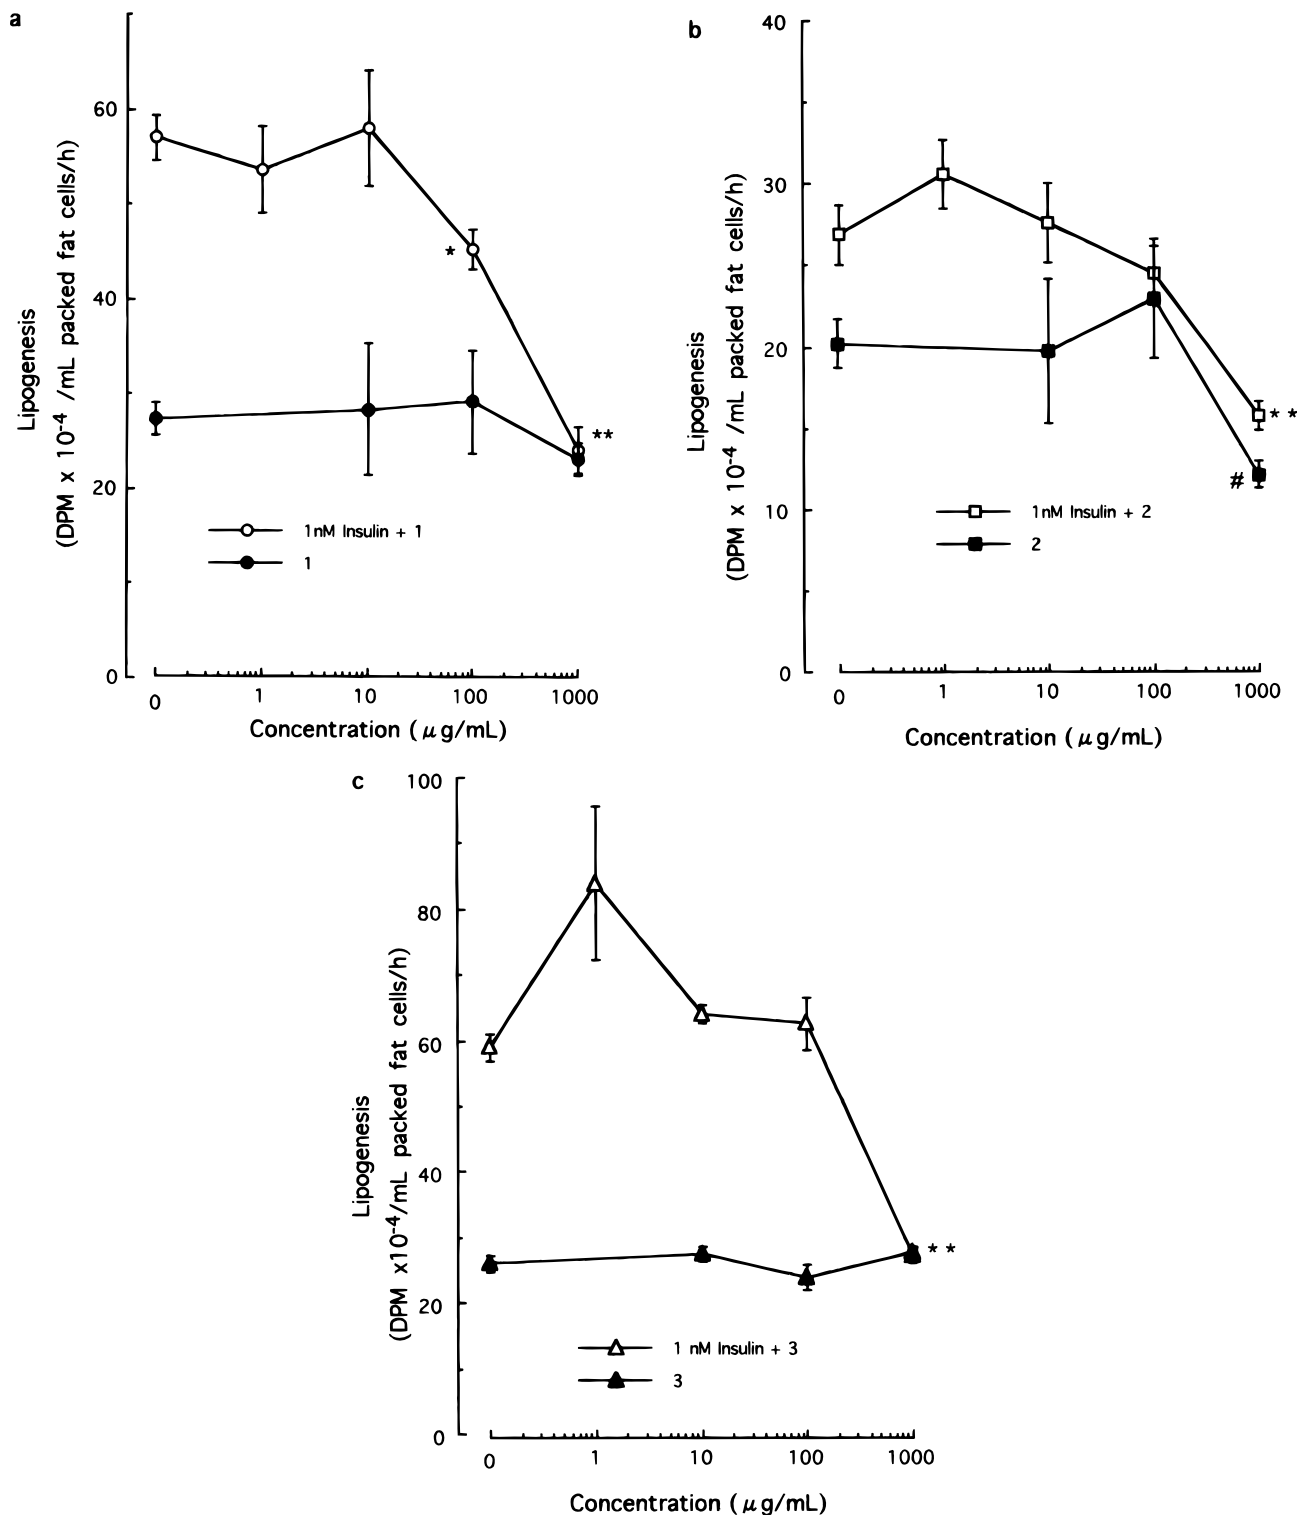 a
60
40
20
0
Lipogenesis
(DPM x 10-4 /mL packed fat cells/h)
*
**
1nM Insulin + 1
1
0 1 10 100 1000
Concentration (μg/mL)
b
40
30
20
10
0
Lipogenesis
(DPM x 10-4 /mL packed fat cells/h)
* *
#
1nM Insulin + 2
2
0 1 10 100 1000
Concentration (μg/mL)
c
100
80
60
40
20
0
Lipogenesis
(DPM x10-4/mL packed fat cells/h)
* *
1 nM Insulin + 3
3
0 1 10 100 1000
Concentration (μg/mL)